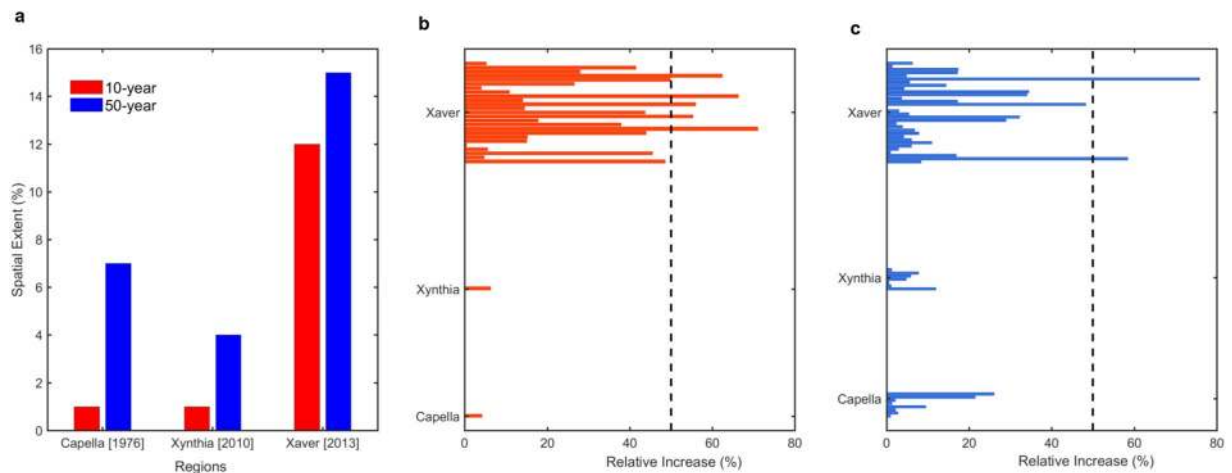 a
16
14
12
10
8
6
4
2
0
Spatial Extent (%)
10-year
50-year
Capella [1976]
Xynthia [2010]
Xaver [2013]
Regions
b
Xaver
Xynthia
Capella
0
20
40
60
80
Relative Increase (%)
c
Xaver
Xynthia
Capella
0
20
40
60
80
Relative Increase (%)